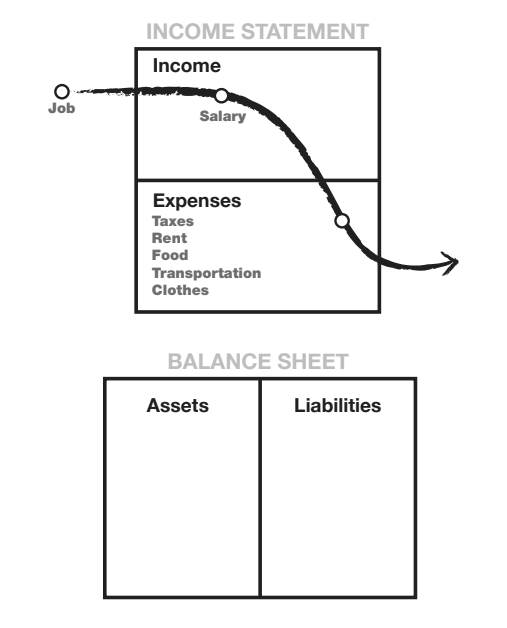 INCOME STATEMENT
Income
Job
Salary
Expenses
Taxes
Rent
Food
Transportation
Clothes
BALANCE SHEET
Assets
Liabilities